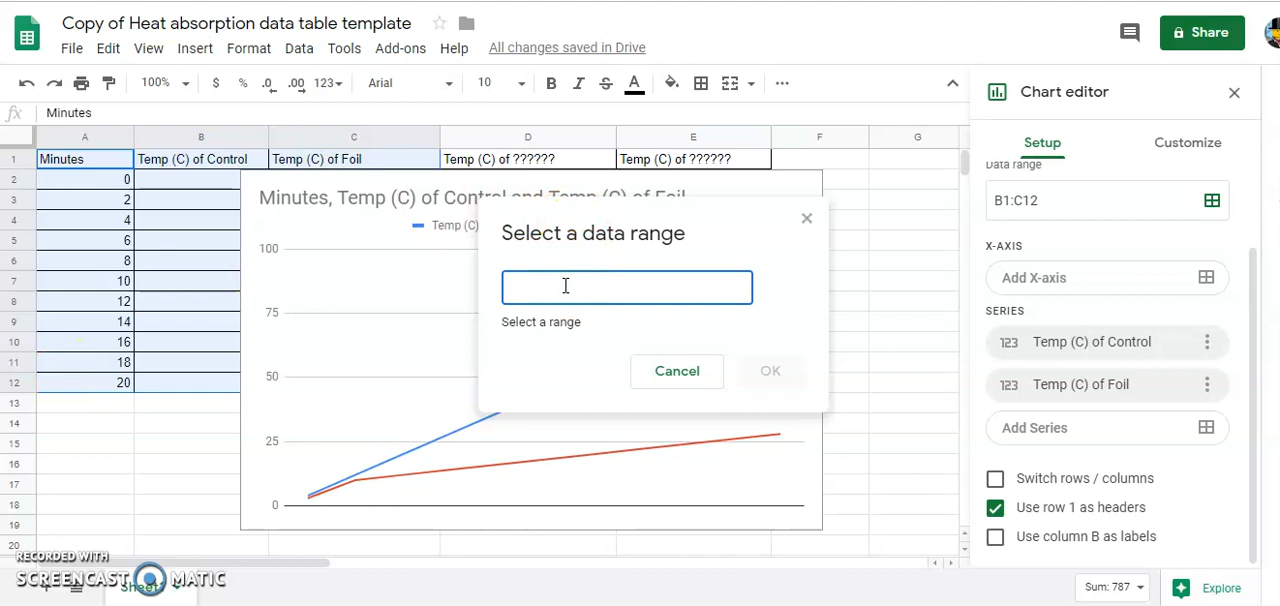 Copy of Heat absorption data table template
File Edit View Insert Format Data Tools Add-ons Help All changes saved in Drive
Share
100% $ % .0 .00 123 Arial 10 B I S A
fx Minutes
A B C D E F G
1 Minutes Temp (C) of Control Temp (C) of Foil Temp (C) of ?????? Temp (C) of ??????
2 0
3 2
4 4
5 6
6 8
7 10
8 12
9 14
10 16
11 18
12 20
13
14
15
16
17
18
19
20
Minutes, Temp (C) of Control and Temp (C) of Foil
Temp (C)
100
75
50
25
0
Select a data range
Select a range
Cancel OK
Chart editor
Setup Customize
Data range
B1:C12
X-AXIS
Add X-axis
SERIES
123 Temp (C) of Control
123 Temp (C) of Foil
Add Series
Switch rows / columns
Use row 1 as headers
Use column B as labels
RECORDED WITH
SCREENCAST MATIC
Sum: 787 Explore